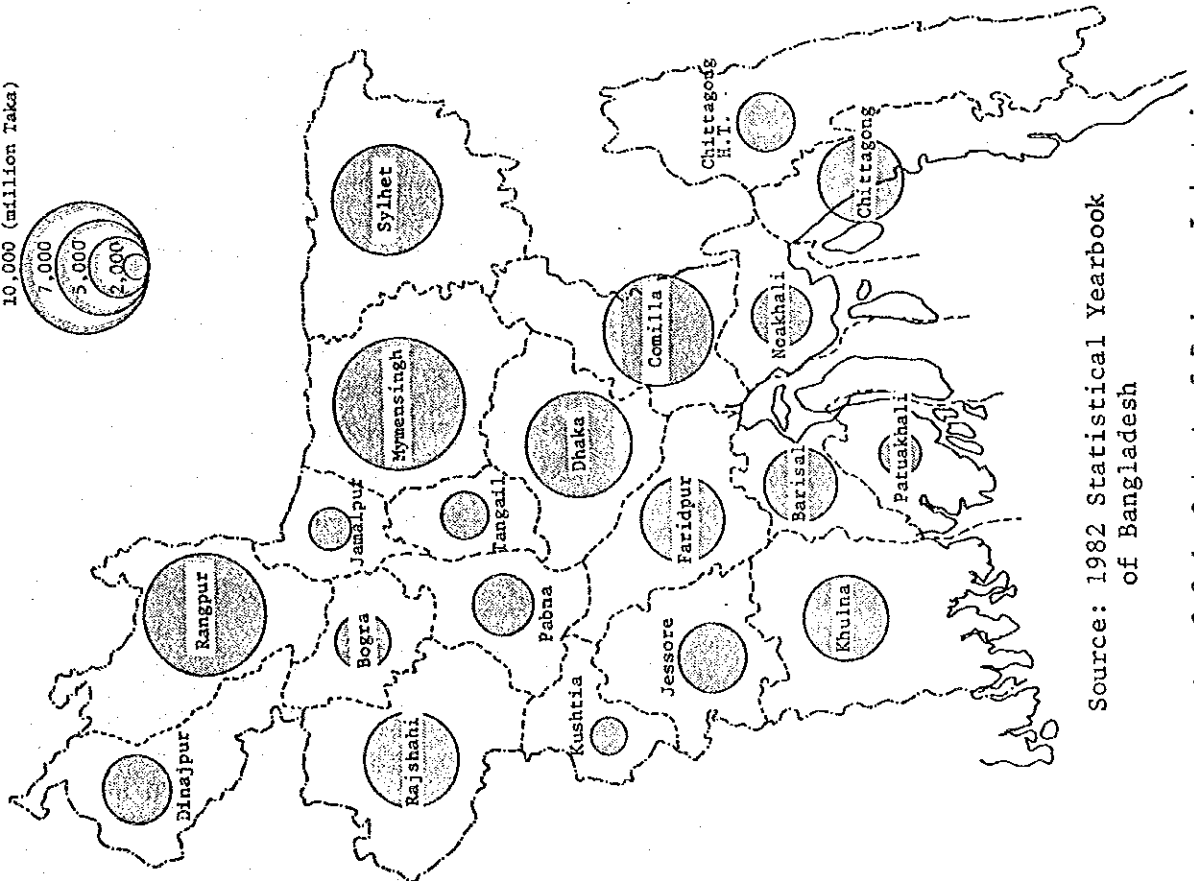 10,000 (million Taka)
7,000
5,000
2,000
Dinajpur
Rangpur
Rajshahi
Bogra
Jamalpur
Mymensingh
Sylhet
Tangail
Pabna
Dhaka
Kushtia
Comilla
Jessore
Faridpur
Chittagong
H.T.
Noakhali
Barisal
Khulna
Chittagong
Patuakhali
Source: 1982 Statistical Yearbook
of Bangladesh